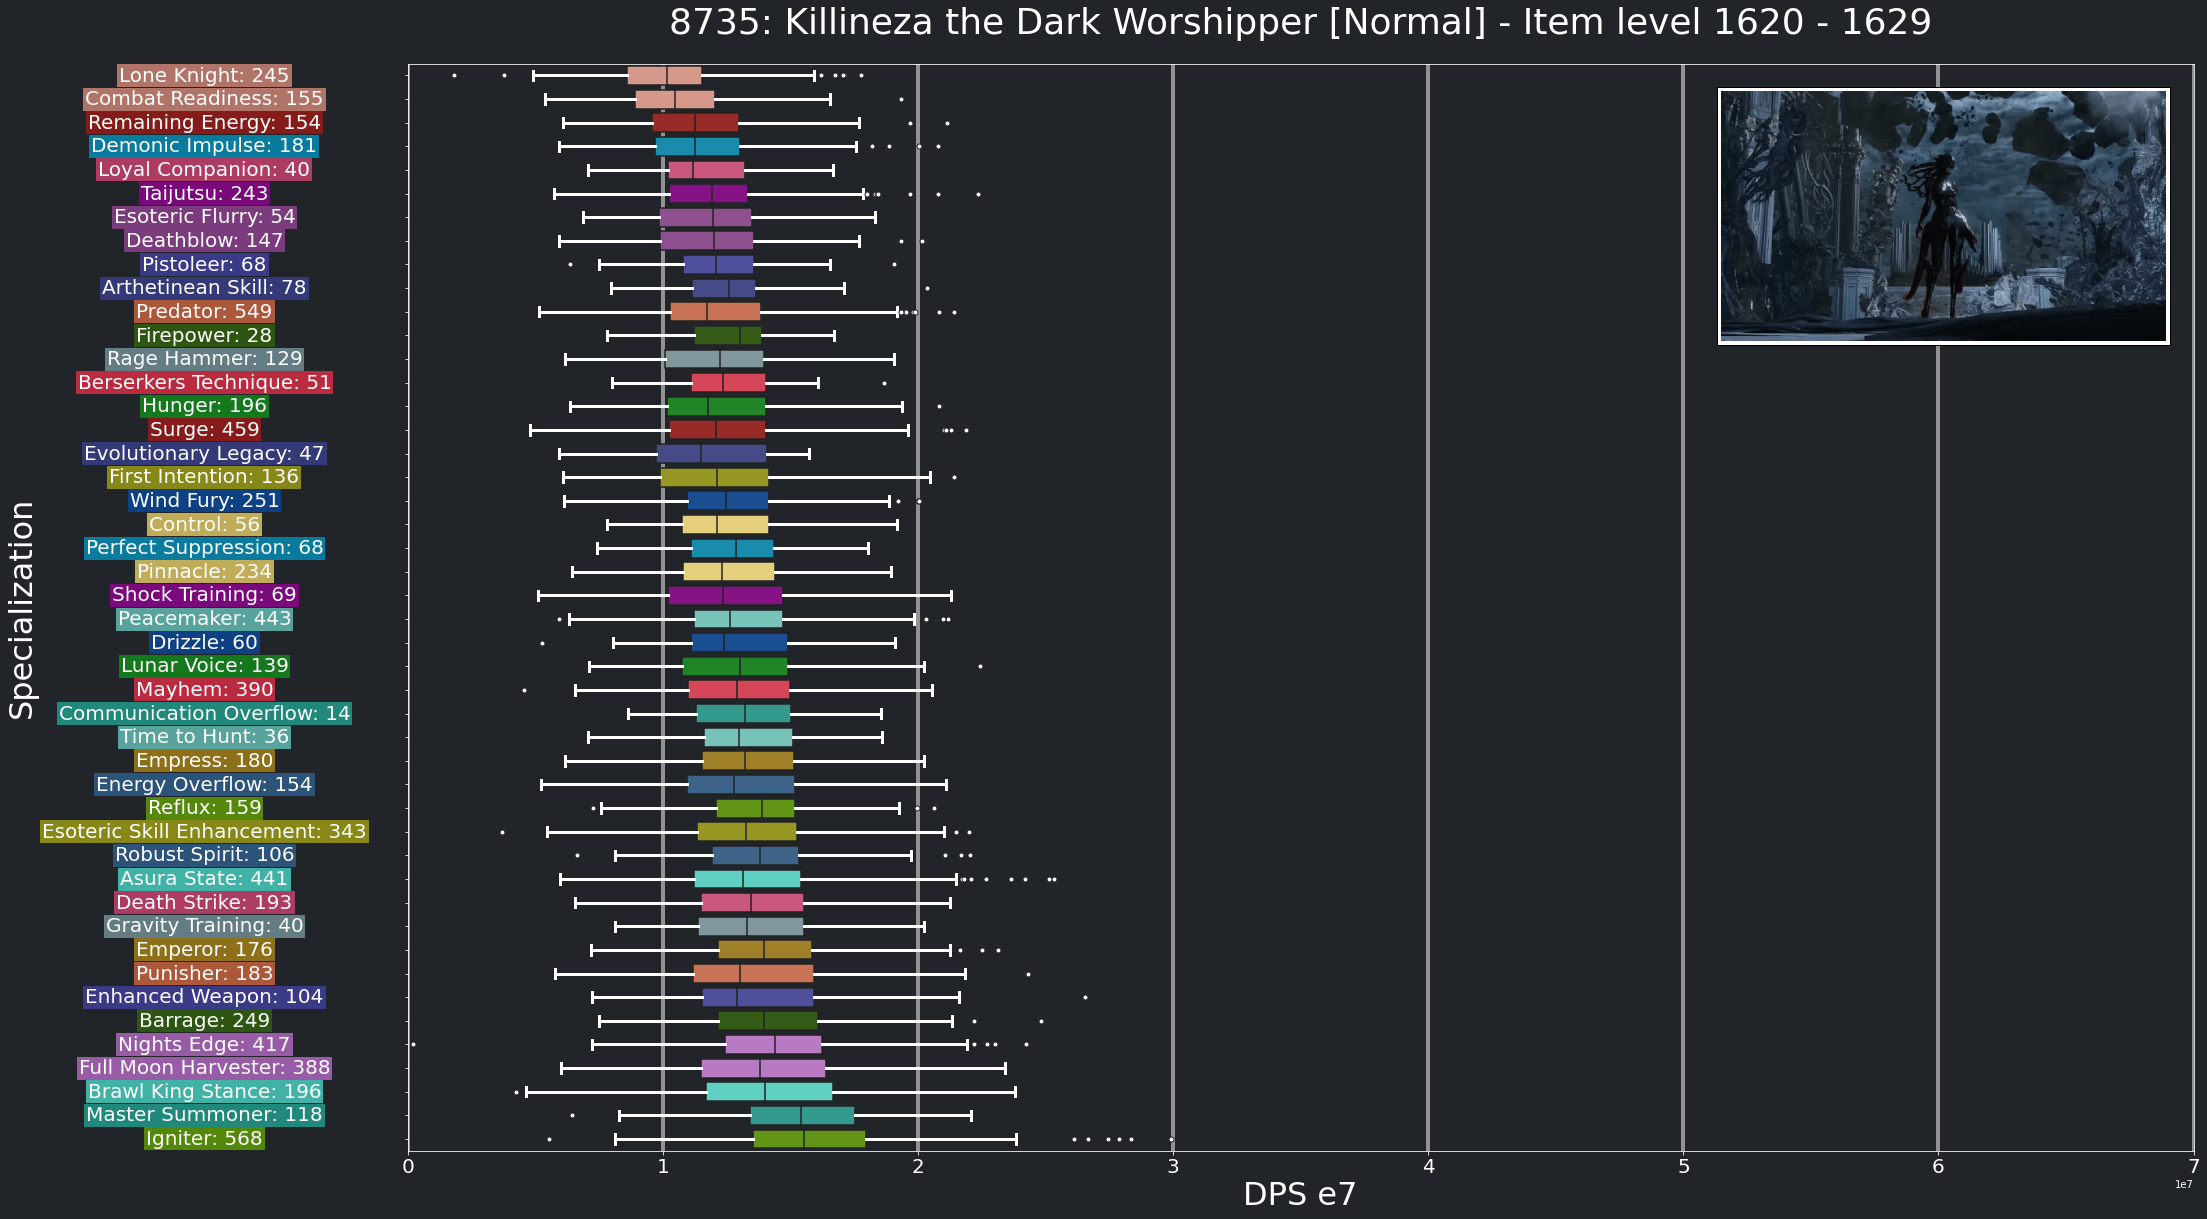 8735: Killineza the Dark Worshipper [Normal] - Item level 1620 - 1629
Specialization
Lone Knight: 245
Combat Readiness: 155
Remaining Energy: 154
Demonic Impulse: 181
Loyal Companion: 40
Taijutsu: 243
Esoteric Flurry: 54
Deathblow: 147
Pistoleer: 68
Arthetinean Skill: 78
Predator: 549
Firepower: 28
Rage Hammer: 129
Berserkers Technique: 51
Hunger: 196
Surge: 459
Evolutionary Legacy: 47
First Intention: 136
Wind Fury: 251
Control: 56
Perfect Suppression: 68
Pinnacle: 234
Shock Training: 69
Peacemaker: 443
Drizzle: 60
Lunar Voice: 139
Mayhem: 390
Communication Overflow: 14
Time to Hunt: 36
Empress: 180
Energy Overflow: 154
Reflux: 159
Esoteric Skill Enhancement: 343
Robust Spirit: 106
Asura State: 441
Death Strike: 193
Gravity Training: 40
Emperor: 176
Punisher: 183
Enhanced Weapon: 104
Barrage: 249
Nights Edge: 417
Full Moon Harvester: 388
Brawl King Stance: 196
Master Summoner: 118
Igniter: 568
0 1 2 3 4 5 6 7
1e7
DPS e7